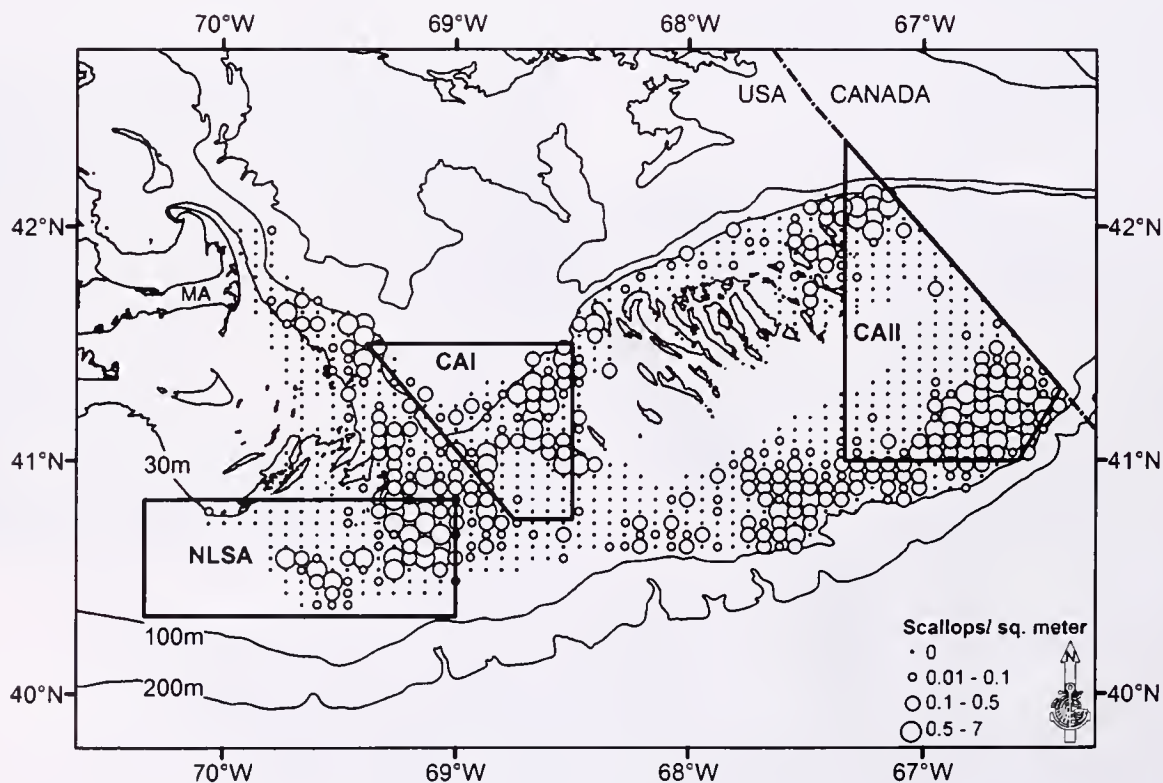 70°W 69°W 68°W 67°W
USA CANADA
42°N 42°N
MA
CAI
CAII
41°N 41°N
30m
NLSA
100m
200m
Scallops/ sq. meter
0
0.01 - 0.1
0.1 - 0.5
0.5 - 7
N
40°N 40°N
70°W 69°W 68°W 67°W